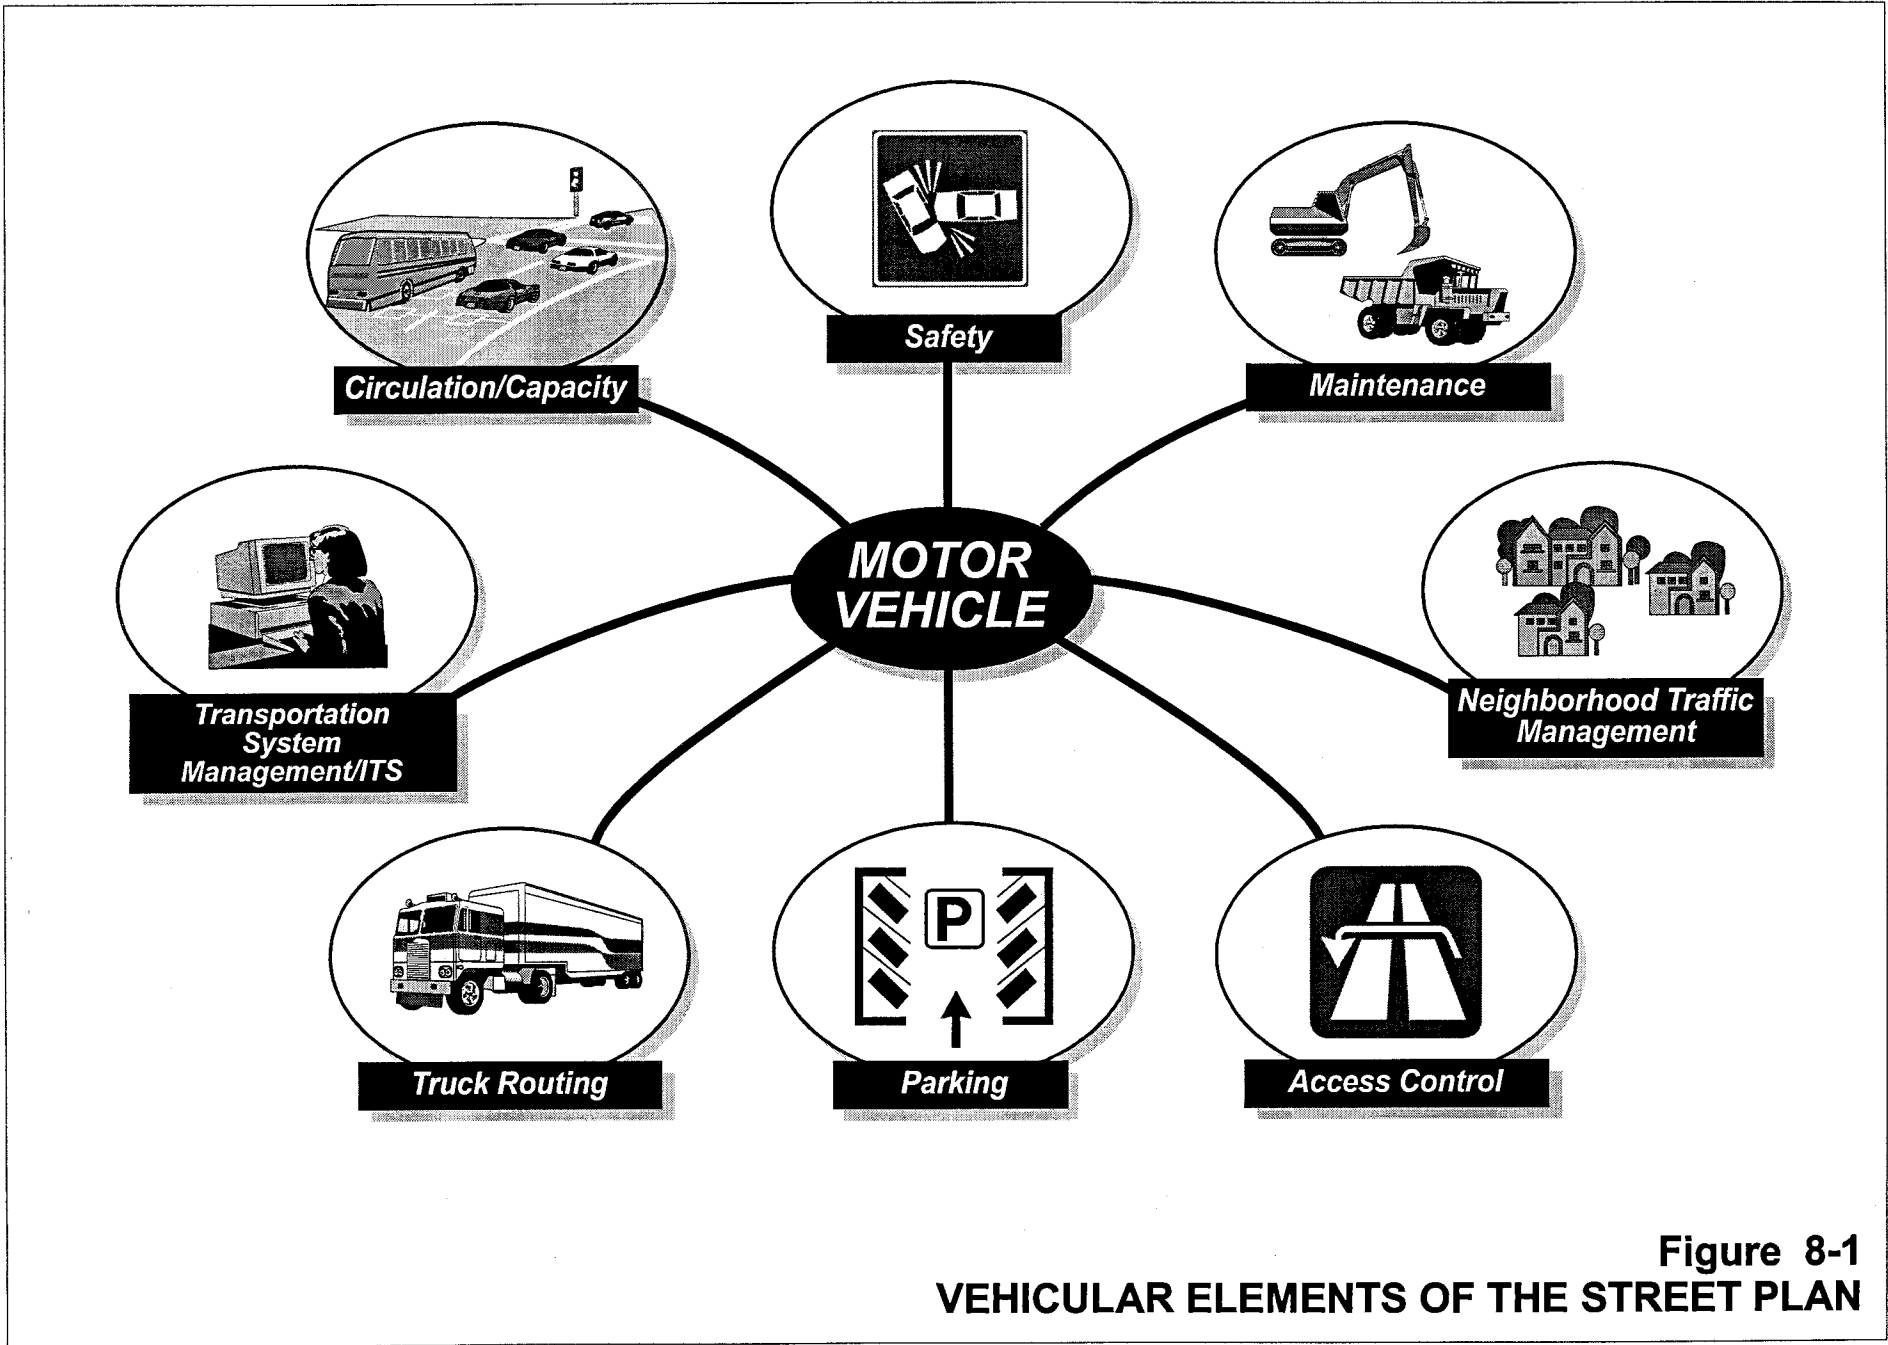 Safety
Circulation/Capacity
Maintenance
MOTOR
VEHICLE
Transportation
System
Management/ITS
Neighborhood Traffic
Management
Truck Routing
P
Parking
Access Control
Figure 8-1
VEHICULAR ELEMENTS OF THE STREET PLAN